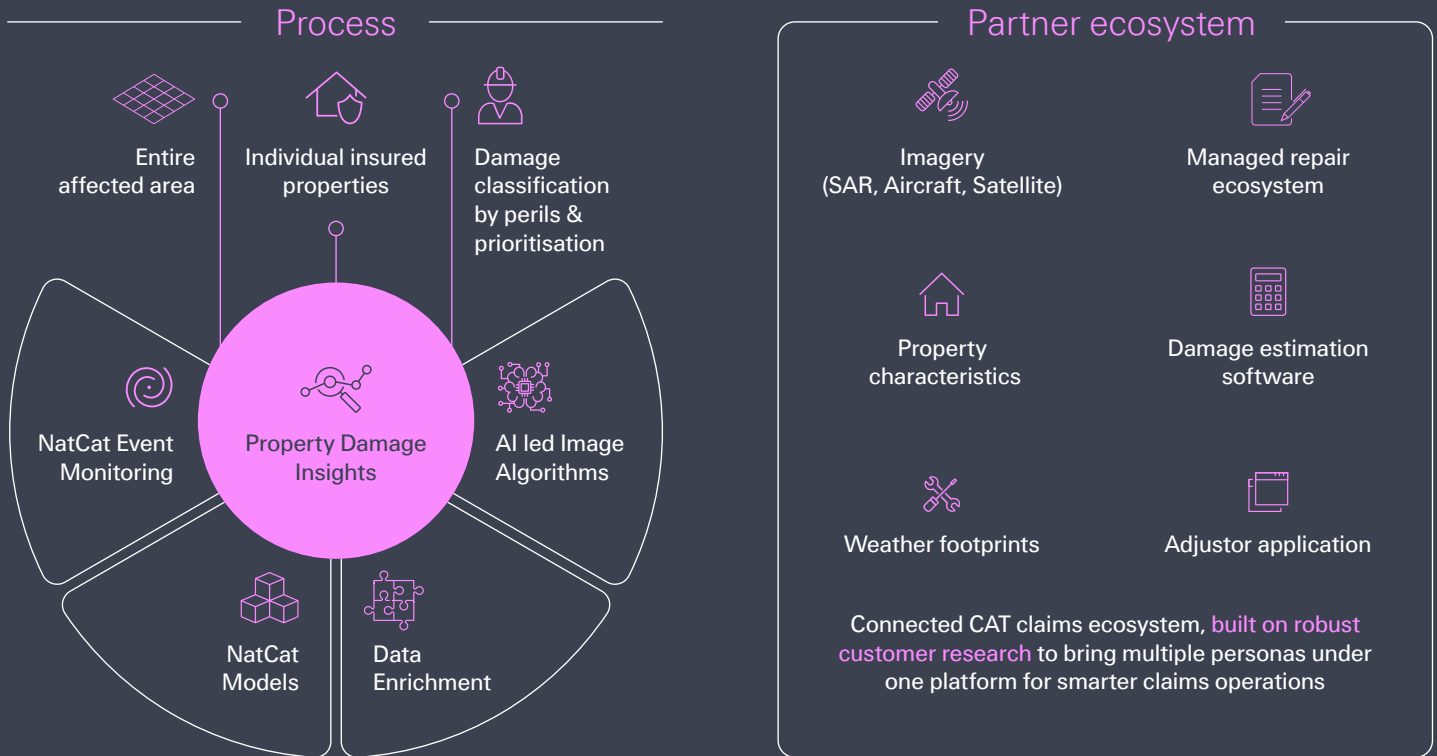 Process
Entire
affected area
Individual insured
properties
Damage
classification
by perils &
prioritisation
NatCat Event
Monitoring
Property Damage
Insights
AI led Image
Algorithms
NatCat
Models
Data
Enrichment
Partner ecosystem
Imagery
(SAR, Aircraft, Satellite)
Managed repair
ecosystem
Property
characteristics
Damage estimation
software
Weather footprints
Adjustor application
Connected CAT claims ecosystem, built on robust
customer research to bring multiple personas under
one platform for smarter claims operations